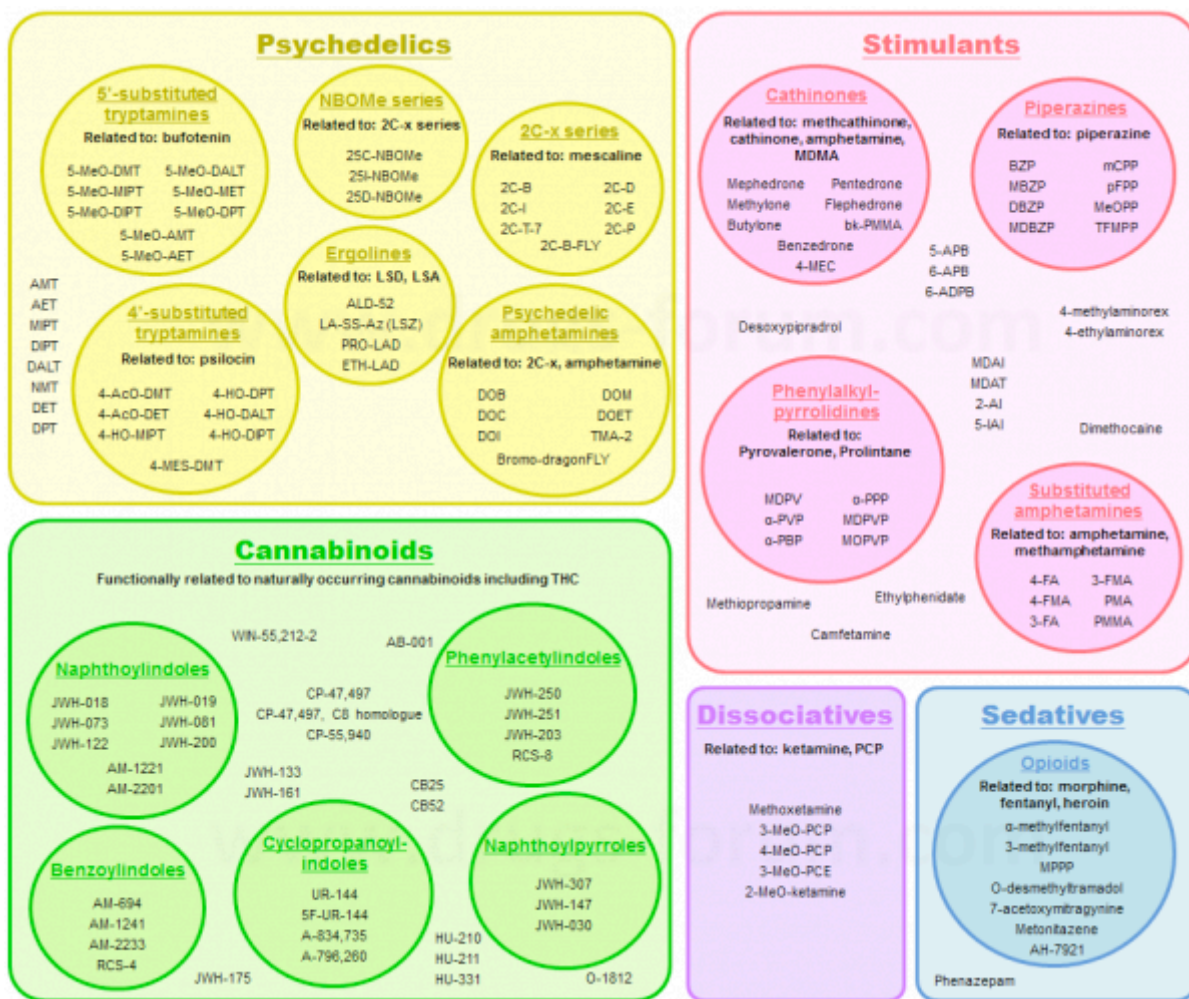 Psychedelics
5'-substituted
tryptamines
Related to: bufotenin
5-MeO-DMT 5-MeO-DALT
5-MeO-MIPT 5-MeO-MET
5-MeO-DIPT 5-MeO-DPT
5-MeO-AMT
5-MeO-AET
NBOMe series
Related to: 2C-x series
25C-NBOMe
25I-NBOMe
25D-NBOMe
2C-x series
Related to: mescaline
2C-B 2C-D
2C-I 2C-E
2C-T-7 2C-P
2C-B-FLY
Ergolines
Related to: LSD, LSA
ALD-52
LA-SS-Az (LSZ)
PRO-LAD
ETH-LAD
AMT
AET
MIPT
DIPT
DALT
NMT
DET
DPT
4'-substituted
tryptamines
Related to: psilocin
4-AcO-DMT 4-HO-DPT
4-AcO-DET 4-HO-DALT
4-HO-MIPT 4-HO-DIPT
4-MES-DMT
Psychedelic
amphetamines
Related to: 2C-x, amphetamine
DOB DOM
DOC DOET
DOI TMA-2
Bromo-dragonFLY
Stimulants
Cathinones
Related to: methcathinone,
cathinone, amphetamine,
MDMA
Mephedrone Pentedrone
Methylone Flephedrone
Butylone bk-PMMA
Benzedrone
4-MEC
Piperazines
Related to: piperazine
BZP mCPP
MBZP pFPP
DBZP MeOPP
MDBZP TFMPP
5-APB
6-APB
6-ADPB
Desoxypipradrol
4-methylaminorex
4-ethylaminorex
MDAI
MDAT
2-AI
5-IAI
Dimethocaine
Phenylalkyl-
pyrrolidines
Related to:
Pyrovalerone, Prolintane
MDPV α-PPP
α-PVP MDPVP
α-PBP MOPVP
Substituted
amphetamines
Related to: amphetamine,
methamphetamine
4-FA 3-FMA
4-FMA PMA
3-FA PMMA
Methiopropamine
Ethylphenidate
Camfetamine
Cannabinoids
Functionally related to naturally occurring cannabinoids including THC
WIN-55,212-2
AB-001
Naphthoylindoles
JWH-018 JWH-019
JWH-073 JWH-081
JWH-122 JWH-200
AM-1221
AM-2201
CP-47,497
CP-47,497, C8 homologue
CP-55,940
Phenylacetylindoles
JWH-250
JWH-251
JWH-203
RCS-8
JWH-133
JWH-161
CB25
CB52
Benzoylindoles
AM-694
AM-1241
AM-2233
RCS-4
Cyclopropanoyl-
indoles
UR-144
5F-UR-144
A-834,735
A-796,260
Naphthoylpyrroles
JWH-307
JWH-147
JWH-030
JWH-175
HU-210
HU-211
HU-331
O-1812
Dissociatives
Related to: ketamine, PCP
Methoxetamine
3-MeO-PCP
4-MeO-PCP
3-MeO-PCE
2-MeO-ketamine
Sedatives
Opioids
Related to: morphine,
fentanyl, heroin
α-methylfentanyl
3-methylfentanyl
MPPP
O-desmethyltramadol
7-acetoxymitragynine
Metonitazene
AH-7921
Phenazepam